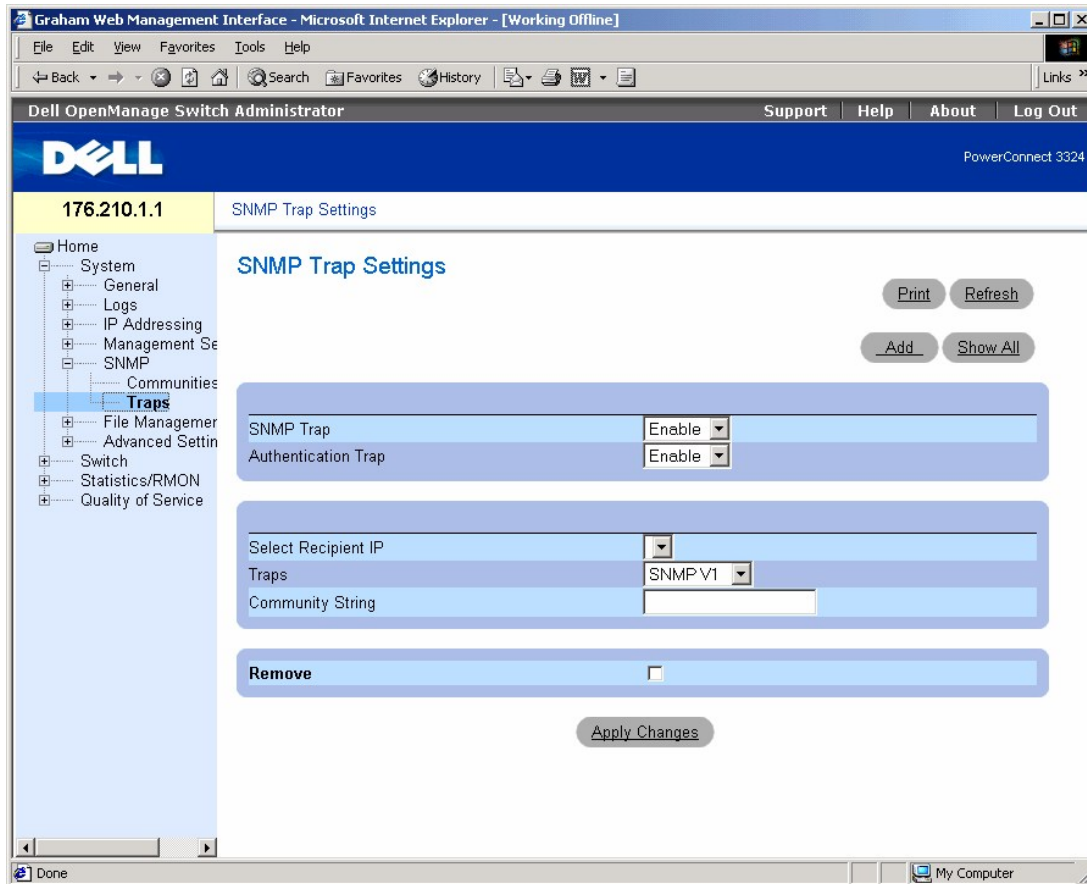 Graham Web Management Interface - Microsoft Internet Explorer - [Working Offline]
File Edit View Favorites Tools Help
Back Search Favorites History Links »
Dell OpenManage Switch Administrator Support Help About Log Out
DELL PowerConnect 3324
176.210.1.1 SNMP Trap Settings
Home
System
General
Logs
IP Addressing
Management Se
SNMP
Communities
Traps
File Managemer
Advanced Settin
Switch
Statistics/RMON
Quality of Service
SNMP Trap Settings
Print Refresh
Add Show All
SNMP Trap Enable
Authentication Trap Enable
Select Recipient IP
Traps SNMP V1
Community String
Remove
Apply Changes
Done My Computer